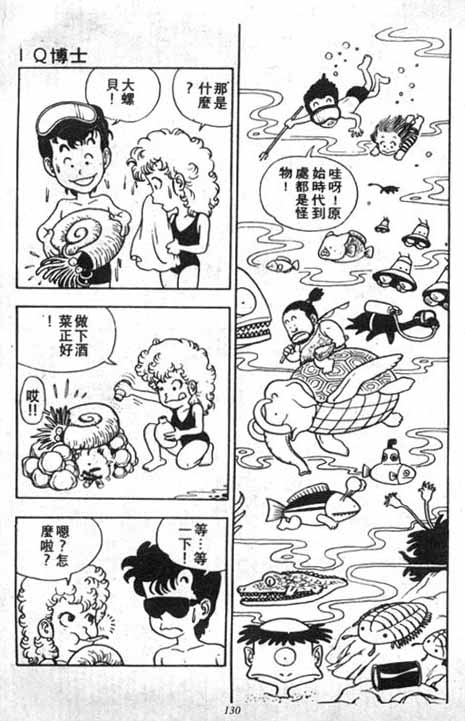 IQ博士
哇呀！原
始時代到
處都是怪
物！
那是
什麼
？
大螺
貝！
做下酒
菜正好
！
哎!!
等…等
一下！
嗯？怎
麼啦？
130